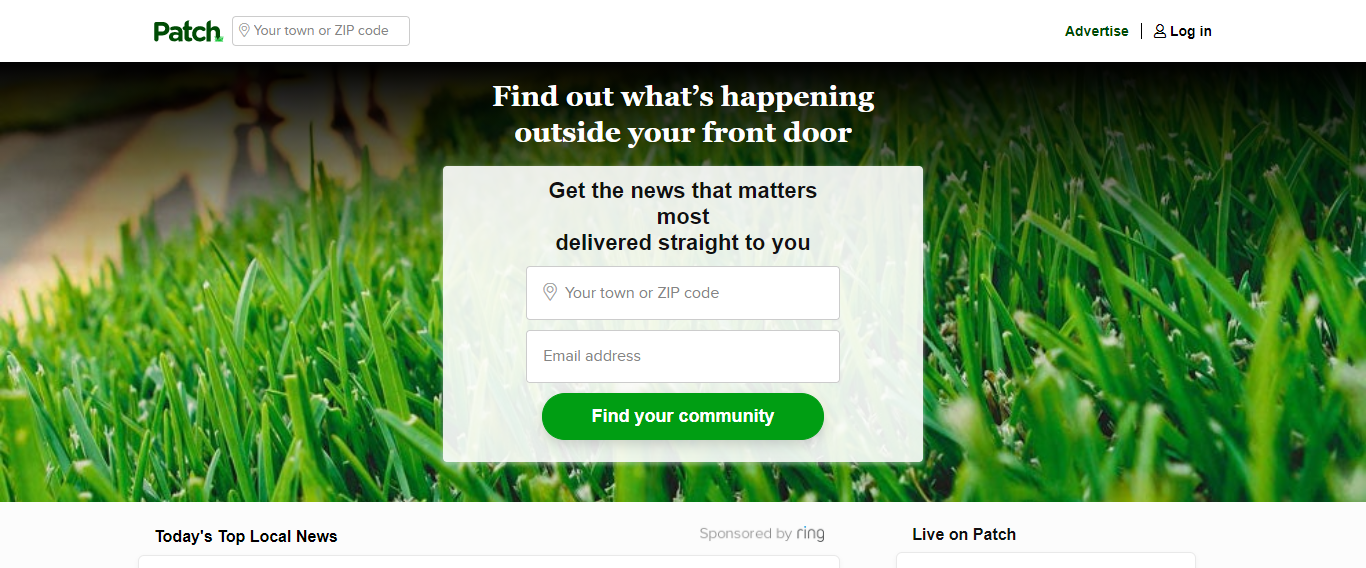 Patch
Your town or ZIP code
Advertise
Log in
Find out what’s happening
outside your front door
Get the news that matters
most
delivered straight to you
Your town or ZIP code
Email address
Find your community
Today's Top Local News
Sponsored by ring
Live on Patch